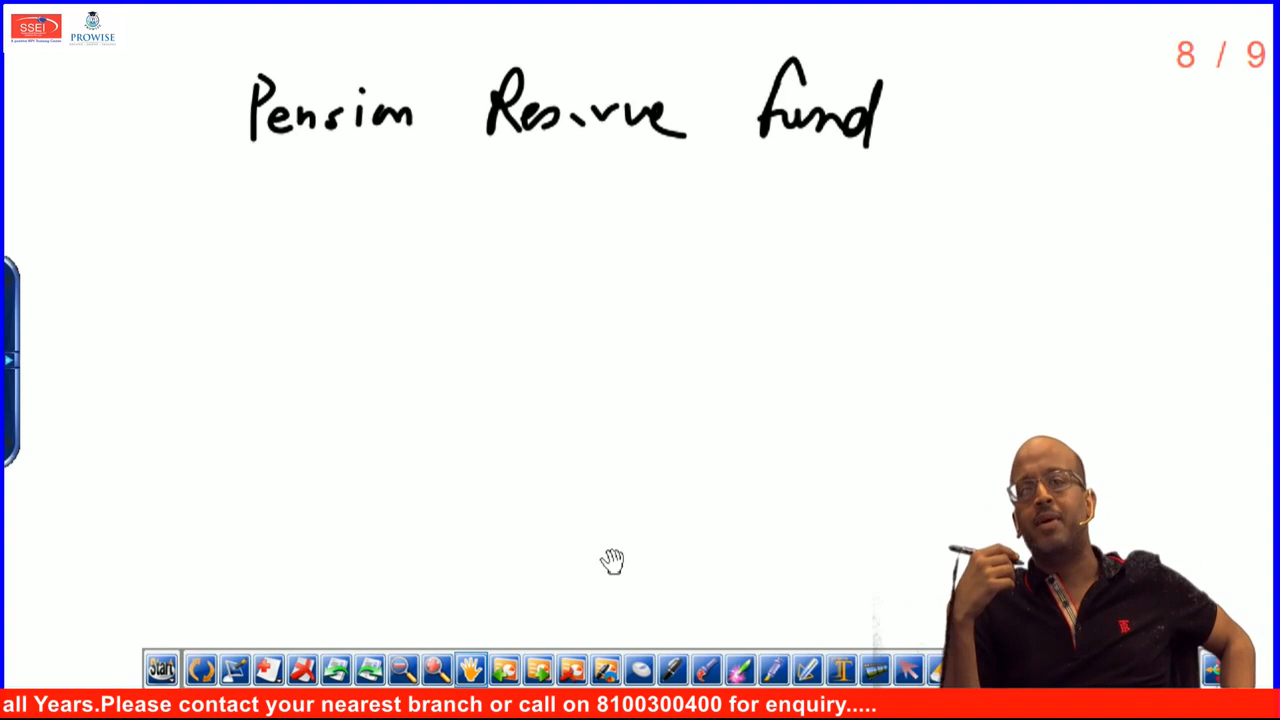 SSEI
PROWISE
8 / 9
Pension Reserve fund
Start
all Years.Please contact your nearest branch or call on 8100300400 for enquiry.....